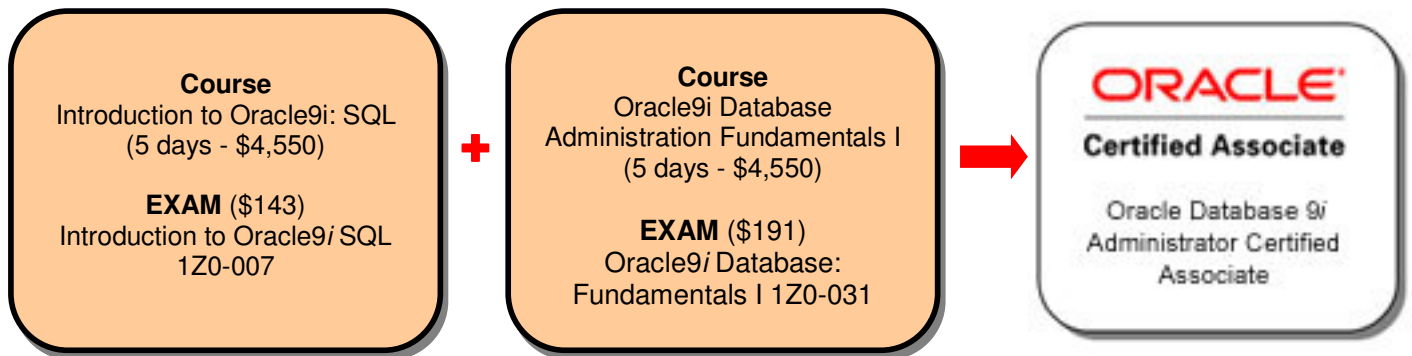 Course
Introduction to Oracle9i: SQL
(5 days - $4,550)
EXAM ($143)
Introduction to Oracle9i SQL
1Z0-007
+
Course
Oracle9i Database
Administration Fundamentals I
(5 days - $4,550)
EXAM ($191)
Oracle9i Database:
Fundamentals I 1Z0-031
ORACLE
Certified Associate
Oracle Database 9i
Administrator Certified
Associate